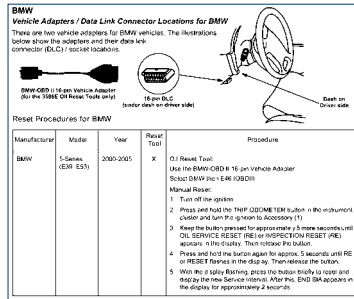 BMW
Vehicle Adapters / Data Link Connector Locations for BMW
There are two vehicle adapters for BMW vehicles. The illustrations
below show the adapters and their data link
connector (DLC) / socket locations.
BMW-OBD II 16-pin Vehicle Adapter
(for the 3596E Oil Reset Tools only)
16-pin DLC
(under dash on driver side)
Dash on
Driver side
Reset Procedures for BMW
Manufacturer Model Year Reset Tool Procedure
BMW 5-Series (E39 E53) 2000-2005 X Oil Reset Tool:
Use the BMW-OBD II 16-pin Vehicle Adapter
Select BMW then E46 (OBDII)
Manual Reset:
1 Turn off the ignition
2 Press and hold the TRIP ODOMETER button in the instrument
cluster and turn the ignition to Accessory (1)
3 Keep the button pressed for approximately 5 more seconds until
OIL SERVICE RESET (RE) or INSPECTION RESET (RE)
appears in the display. Then release the button.
4 Press and hold the button again for approx. 5 seconds until RE
or RESET flashes in the display. Then release the button.
5 With the display flashing, press the button briefly to reset and
display the new Service Interval. After this, END SIA appears in
the display for approximately 2 seconds